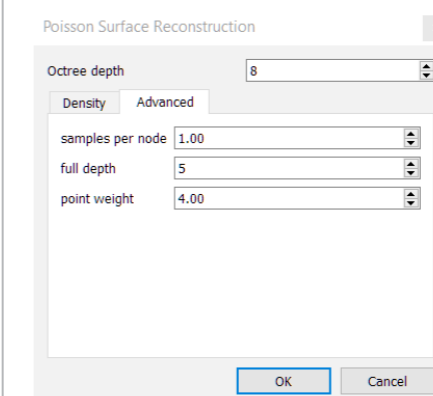 Poisson Surface Reconstruction
Octree depth 8
Density Advanced
samples per node 1.00
full depth 5
point weight 4.00
OK Cancel